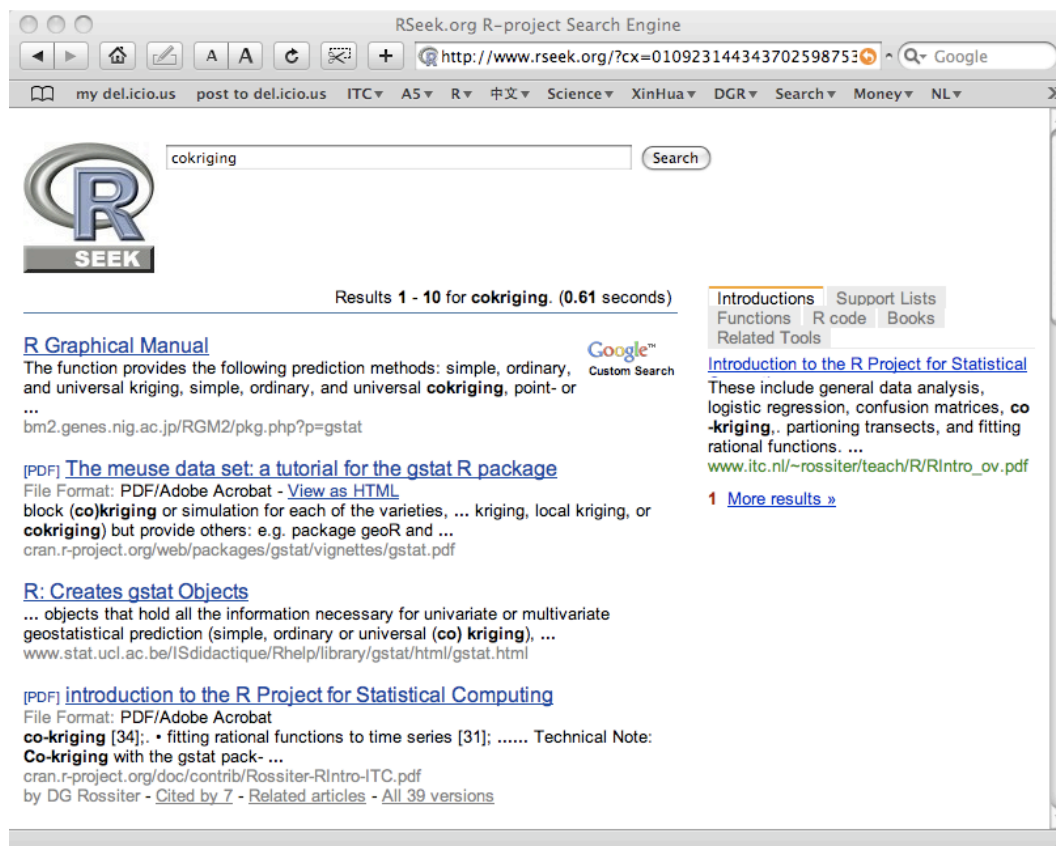 RSeek.org R-project Search Engine
A A + http://www.rseek.org/?cx=010923144343702598753 Google
my del.icio.us post to del.icio.us ITC A5 R 中文 Science XinHua DGR Search Money NL
cokriging Search
R
SEEK
Results 1 - 10 for cokriging. (0.61 seconds)
R Graphical Manual
The function provides the following prediction methods: simple, ordinary,
and universal kriging, simple, ordinary, and universal cokriging, point- or
...
bm2.genes.nig.ac.jp/RGM2/pkg.php?p=gstat
Google™
Custom Search
[PDF] The meuse data set: a tutorial for the gstat R package
File Format: PDF/Adobe Acrobat - View as HTML
block (co)kriging or simulation for each of the varieties, ... kriging, local kriging, or
cokriging) but provide others: e.g. package geoR and ...
cran.r-project.org/web/packages/gstat/vignettes/gstat.pdf
R: Creates gstat Objects
... objects that hold all the information necessary for univariate or multivariate
geostatistical prediction (simple, ordinary or universal (co) kriging), ...
www.stat.ucl.ac.be/ISdidactique/Rhelp/library/gstat/html/gstat.html
[PDF] introduction to the R Project for Statistical Computing
File Format: PDF/Adobe Acrobat
co-kriging [34];. • fitting rational functions to time series [31]; ...... Technical Note:
Co-kriging with the gstat pack- ...
cran.r-project.org/doc/contrib/Rossiter-RIntro-ITC.pdf
by DG Rossiter - Cited by 7 - Related articles - All 39 versions
Introductions Support Lists
Functions R code Books
Related Tools
Introduction to the R Project for Statistical
These include general data analysis,
logistic regression, confusion matrices, co
-kriging,. partioning transects, and fitting
rational functions. ...
www.itc.nl/~rossiter/teach/R/RIntro_ov.pdf
1 More results »